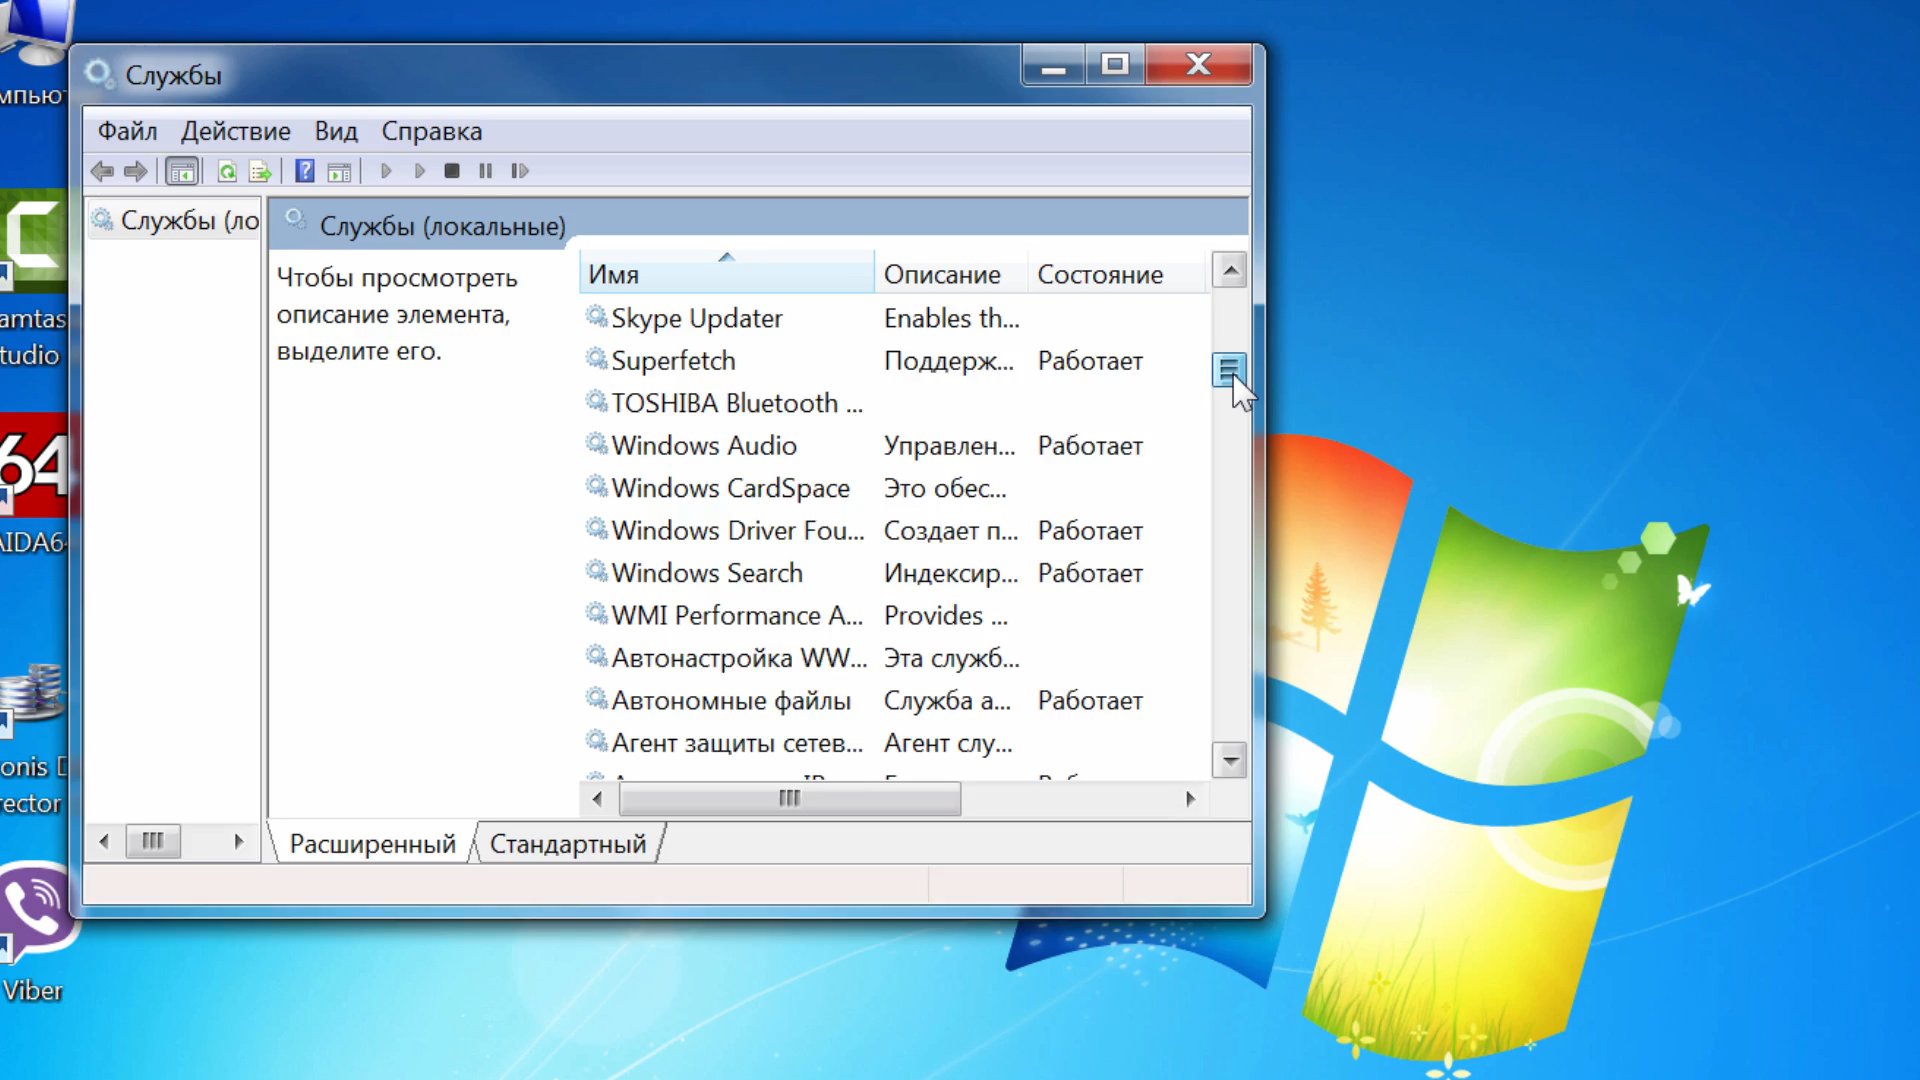 Службы
Файл Действие Вид Справка
Службы (ло
Службы (локальные)
Чтобы просмотреть
описание элемента,
выделите его.
Имя Описание Состояние
Skype Updater Enables th...
Superfetch Поддерж... Работает
TOSHIBA Bluetooth ...
Windows Audio Управлен... Работает
Windows CardSpace Это обес...
Windows Driver Fou... Создает п... Работает
Windows Search Индексир... Работает
WMI Performance A... Provides ...
Автонастройка WW... Эта служб...
Автономные файлы Служба а... Работает
Агент защиты сетев... Агент слу...
Расширенный Стандартный
мпью
amtas
tudio
64
AIDA6
onis D
rector
Viber